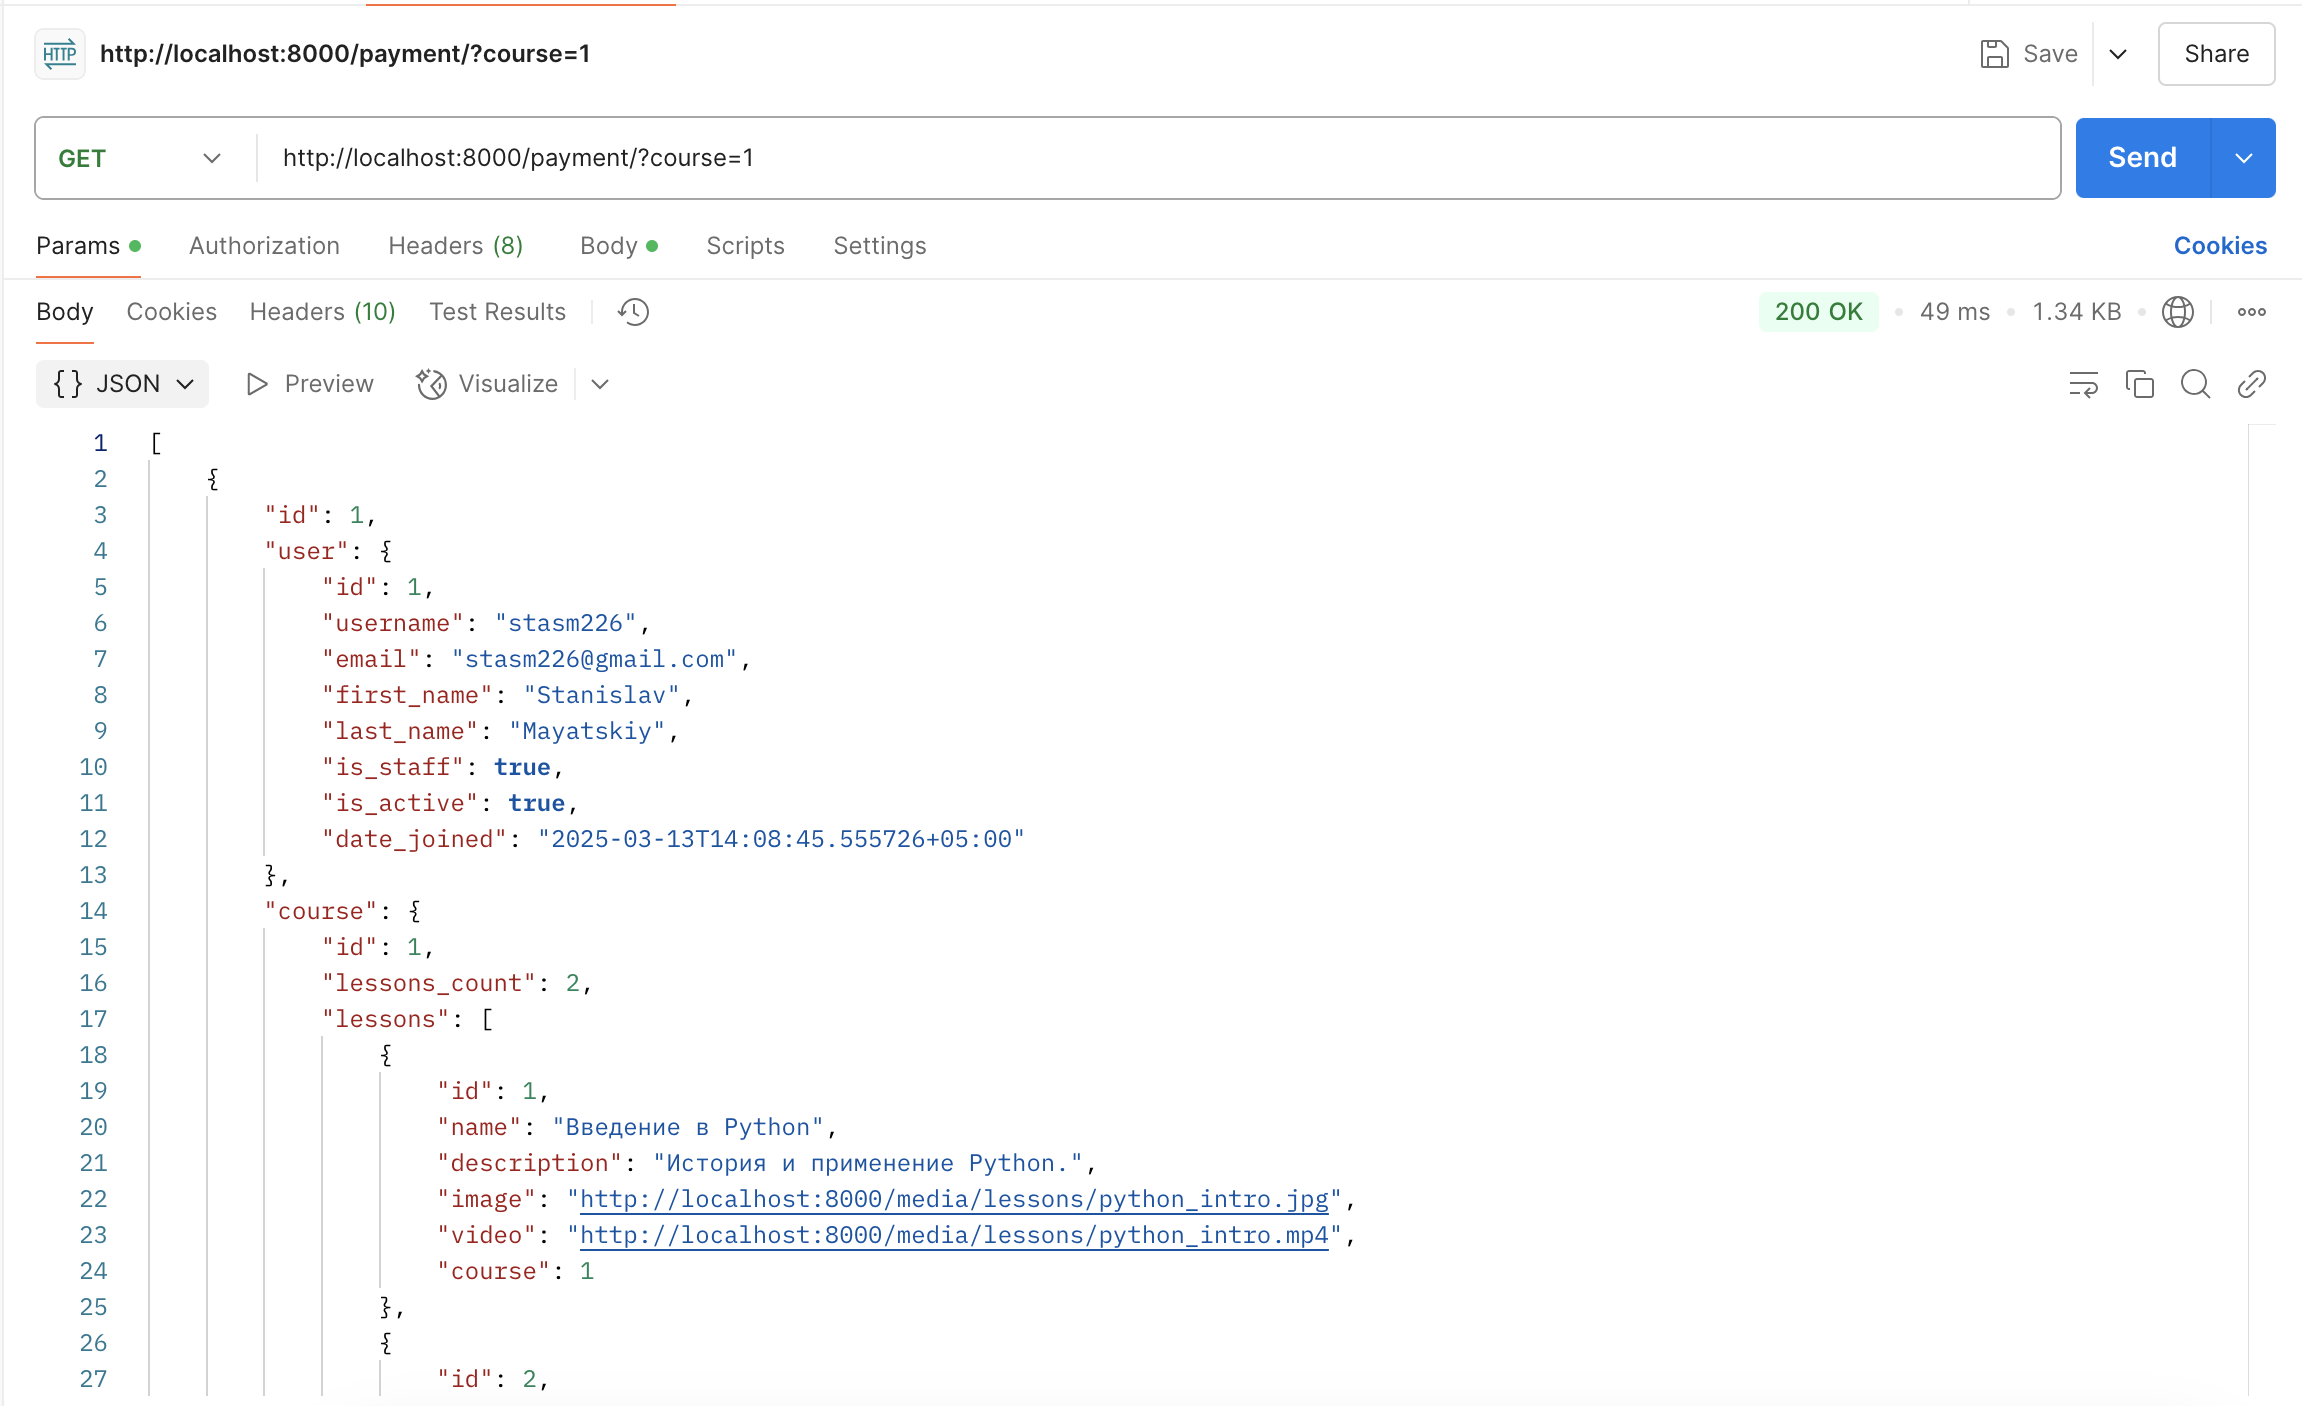 HTTP http://localhost:8000/payment/?course=1 Save Share
GET http://localhost:8000/payment/?course=1 Send
Params Authorization Headers (8) Body Scripts Settings Cookies
Body Cookies Headers (10) Test Results 200 OK 49 ms 1.34 KB
{} JSON Preview Visualize
1 [
2 {
3 "id": 1,
4 "user": {
5 "id": 1,
6 "username": "stasm226",
7 "email": "stasm226@gmail.com",
8 "first_name": "Stanislav",
9 "last_name": "Mayatskiy",
10 "is_staff": true,
11 "is_active": true,
12 "date_joined": "2025-03-13T14:08:45.555726+05:00"
13 },
14 "course": {
15 "id": 1,
16 "lessons_count": 2,
17 "lessons": [
18 {
19 "id": 1,
20 "name": "Введение в Python",
21 "description": "История и применение Python.",
22 "image": "http://localhost:8000/media/lessons/python_intro.jpg",
23 "video": "http://localhost:8000/media/lessons/python_intro.mp4",
24 "course": 1
25 },
26 {
27 "id": 2,